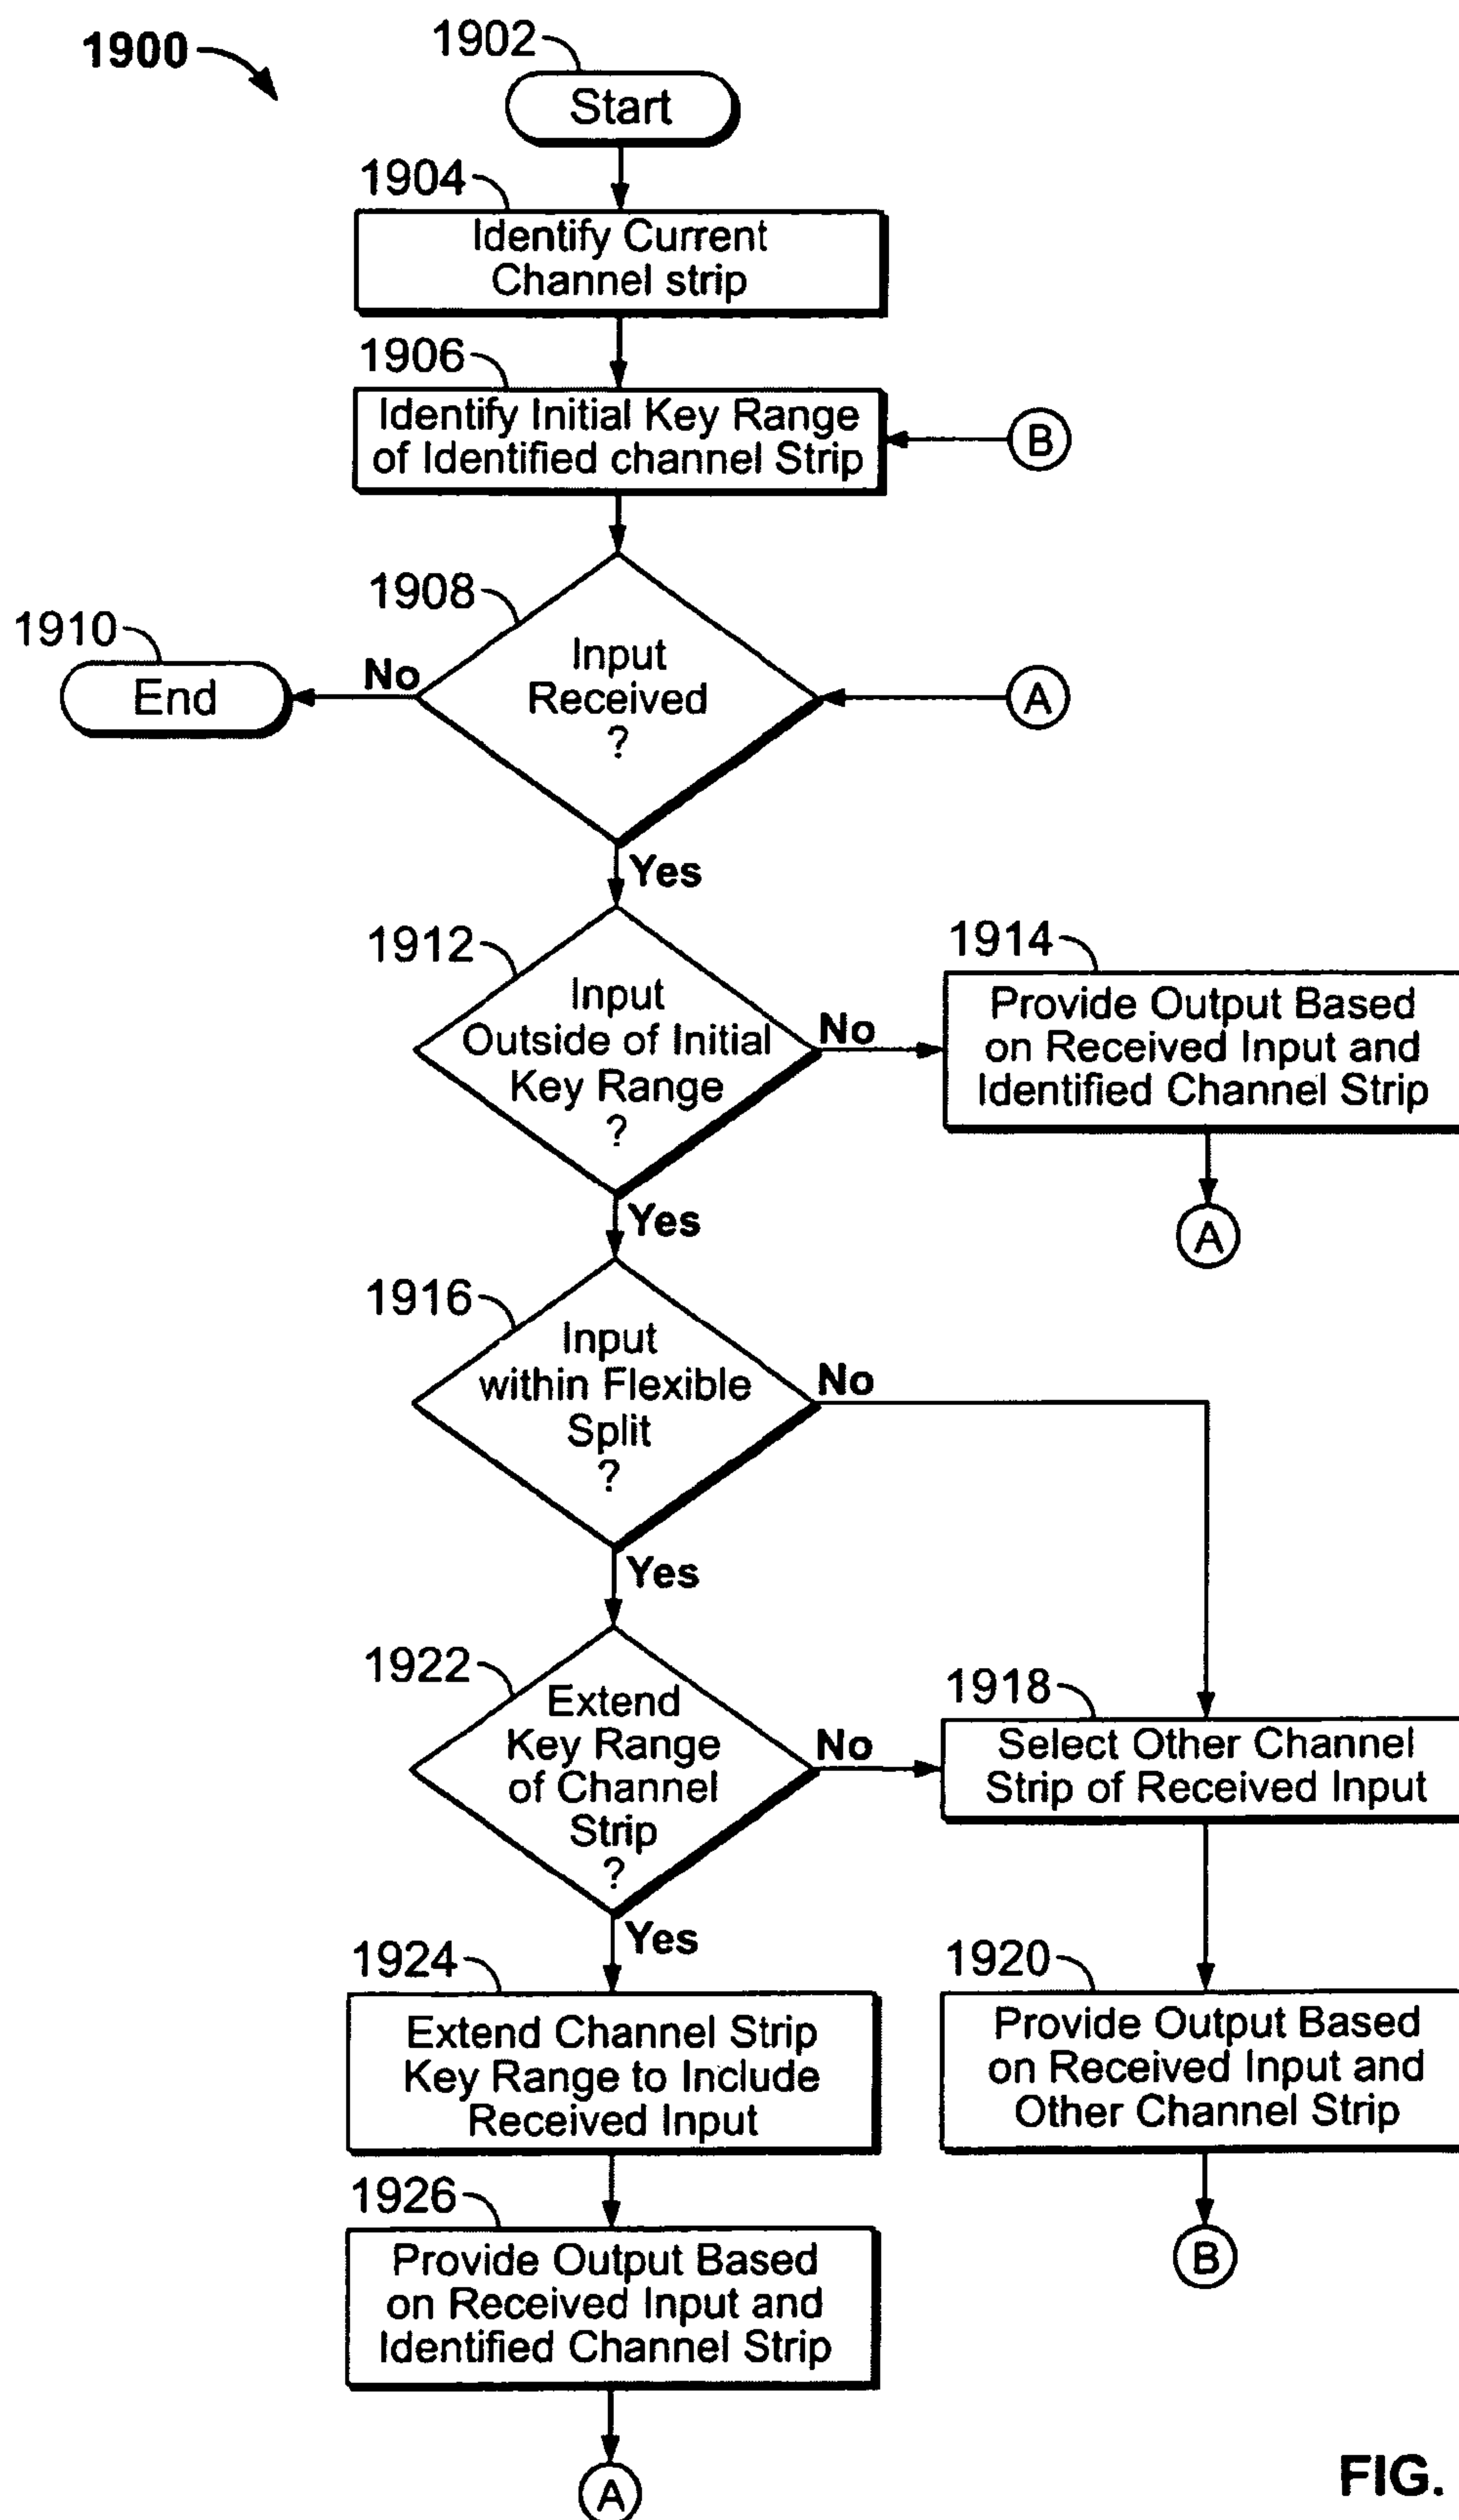 1900
1902
Start
1904
Identify Current
Channel strip
1906
Identify Initial Key Range
of Identified channel Strip
B
1908
1910
End
No
Input
Received
?
A
Yes
1912
Input
Outside of Initial
Key Range
?
No
1914
Provide Output Based
on Received Input and
Identified Channel Strip
A
Yes
1916
Input
within Flexible
Split
?
No
Yes
1922
Extend
Key Range
of Channel
Strip
?
No
1918
Select Other Channel
Strip of Received Input
Yes
1924
Extend Channel Strip
Key Range to Include
Received Input
1920
Provide Output Based
on Received Input and
Other Channel Strip
B
1926
Provide Output Based
on Received Input and
Identified Channel Strip
A
FIG.